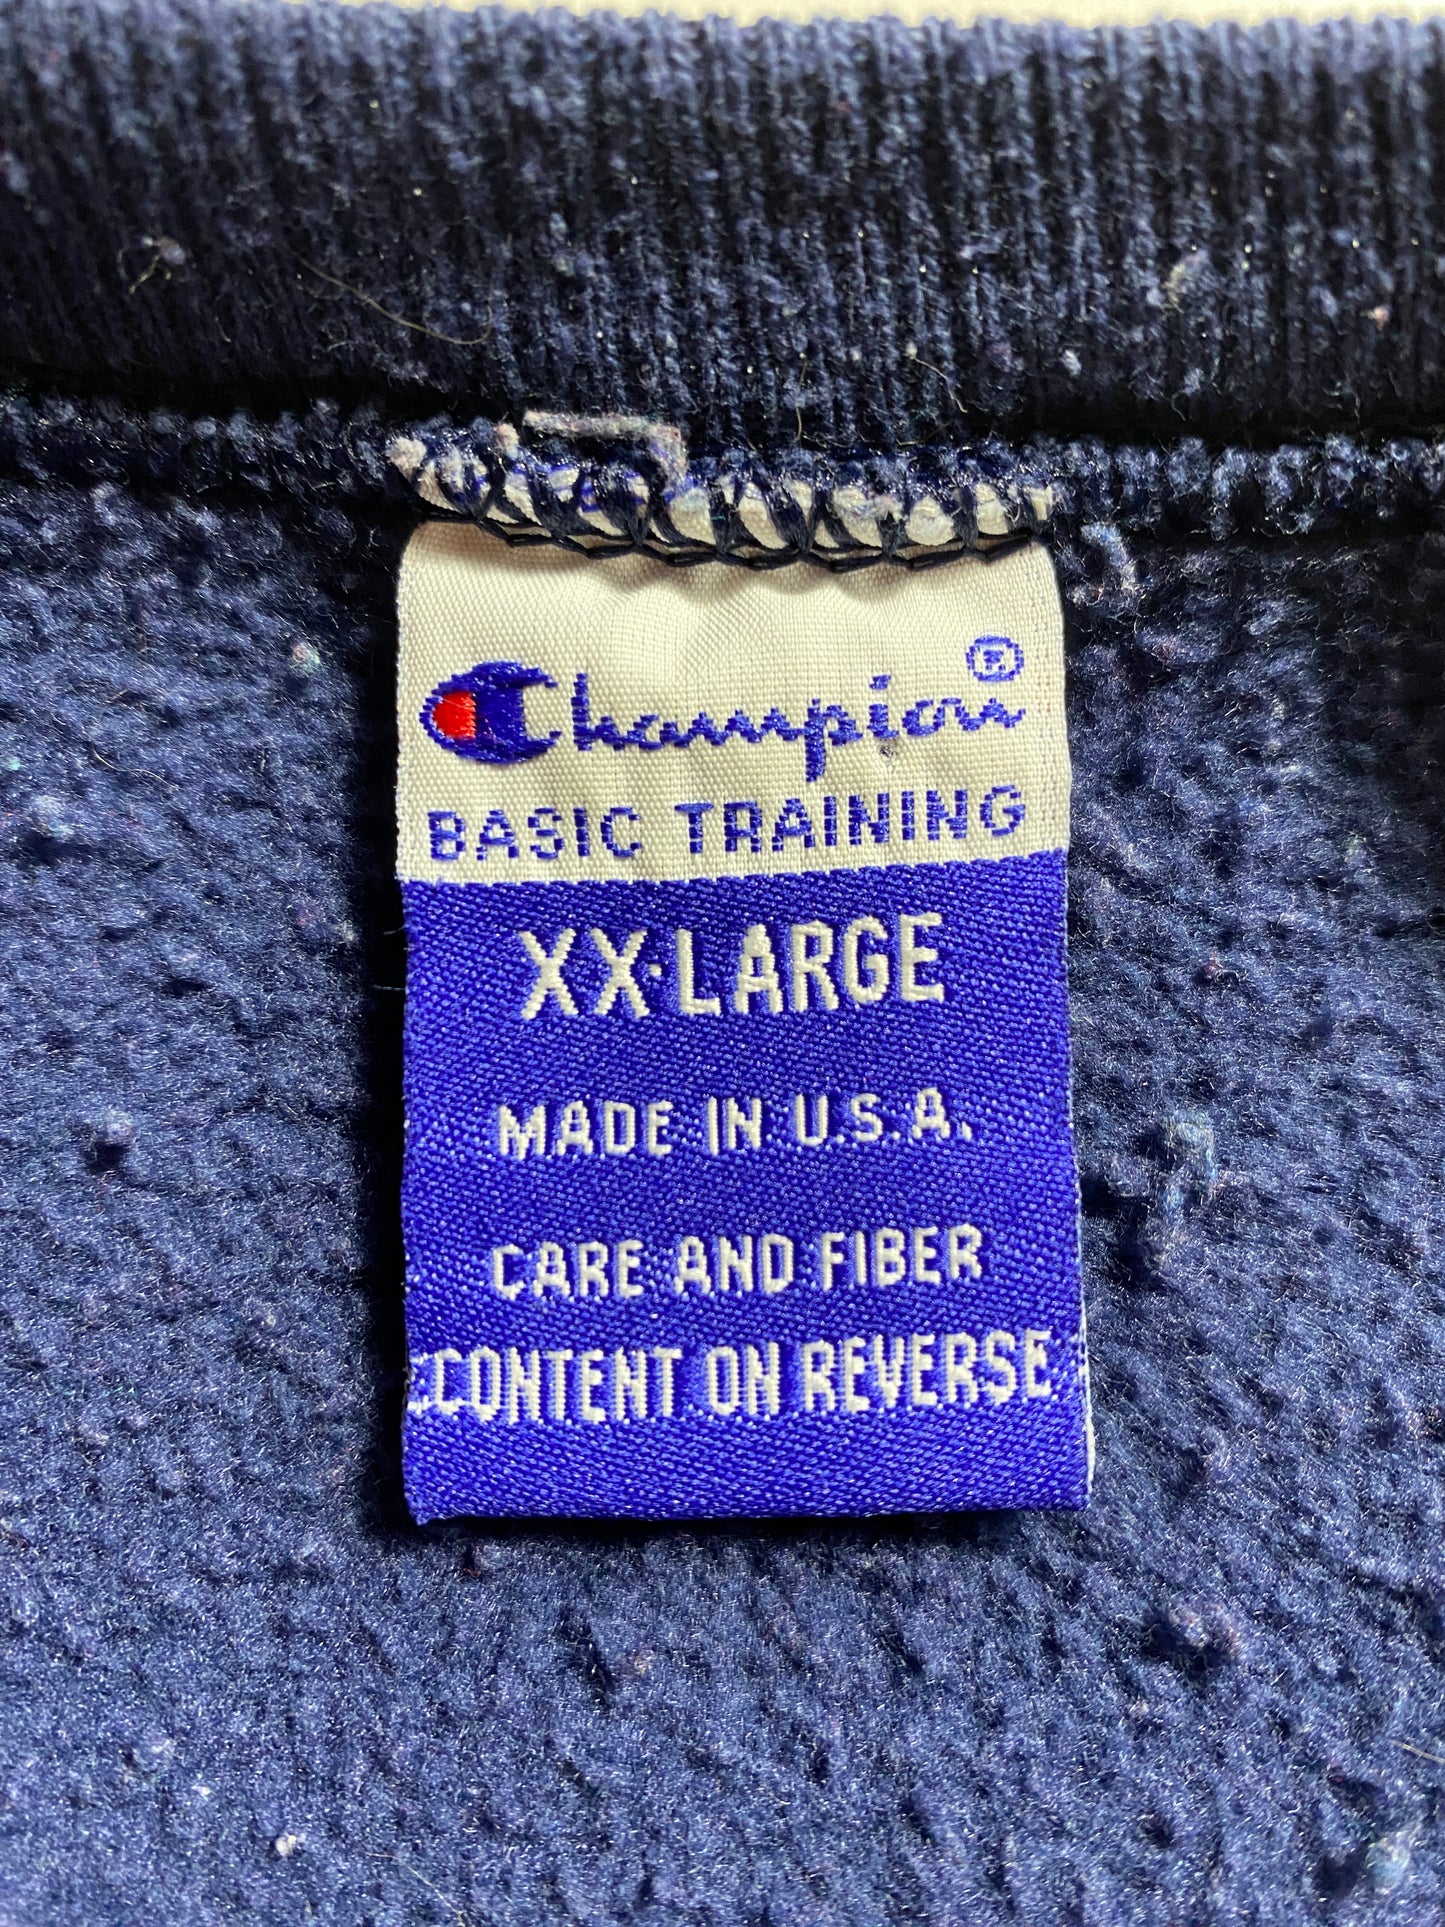 Champion®
BASIC TRAINING
XX-LARGE
MADE IN U.S.A.
CARE AND FIBER
CONTENT ON REVERSE